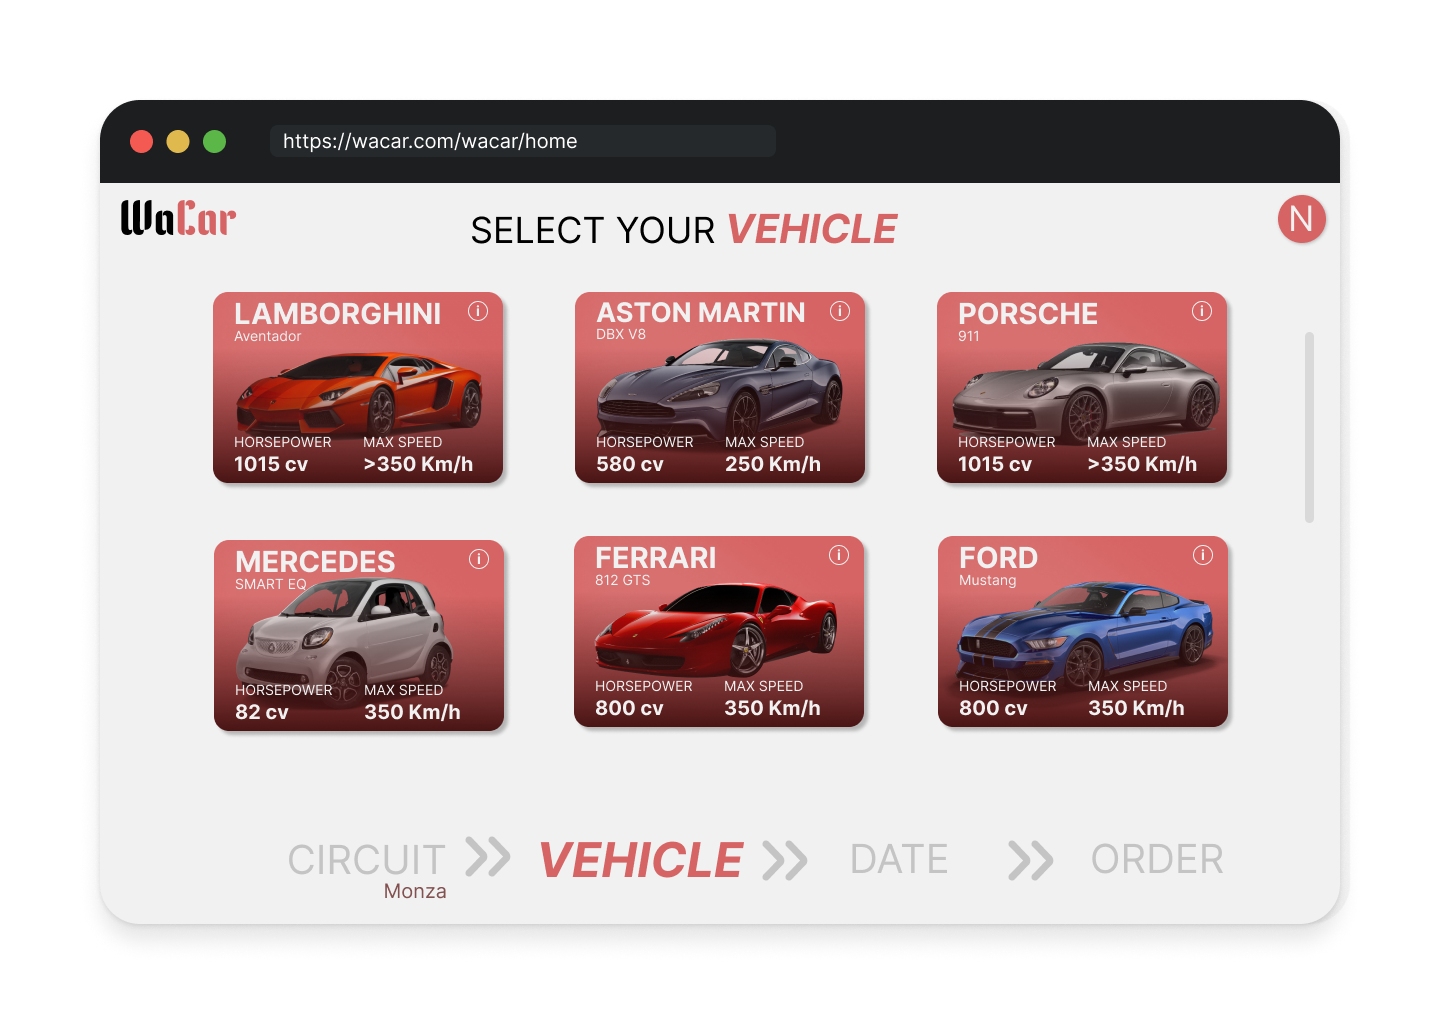 https://wacar.com/wacar/home
WaCar
SELECT YOUR VEHICLE
N
LAMBORGHINI
Aventador
HORSEPOWER MAX SPEED
1015 cv >350 Km/h
ASTON MARTIN
DBX V8
HORSEPOWER MAX SPEED
580 cv 250 Km/h
PORSCHE
911
HORSEPOWER MAX SPEED
1015 cv >350 Km/h
MERCEDES
SMART EQ
HORSEPOWER MAX SPEED
82 cv 350 Km/h
FERRARI
812 GTS
HORSEPOWER MAX SPEED
800 cv 350 Km/h
FORD
Mustang
HORSEPOWER MAX SPEED
800 cv 350 Km/h
CIRCUIT VEHICLE DATE ORDER
Monza